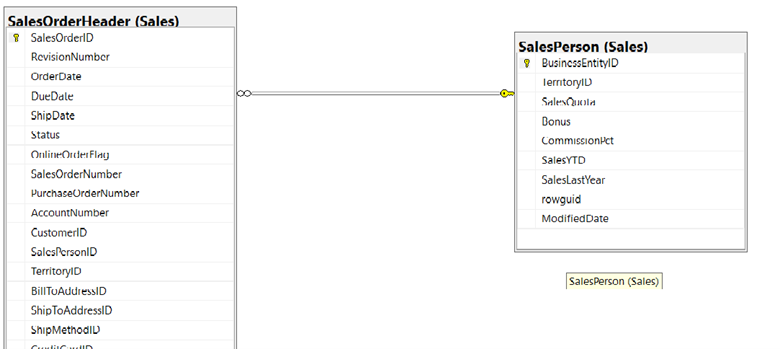 SalesOrderHeader (Sales)
SalesOrderID
RevisionNumber
OrderDate
DueDate
ShipDate
Status
OnlineOrderFlag
SalesOrderNumber
PurchaseOrderNumber
AccountNumber
CustomerID
SalesPersonID
TerritoryID
BillToAddressID
ShipToAddressID
ShipMethodID
CreditCardID
SalesPerson (Sales)
BusinessEntityID
TerritoryID
SalesQuota
Bonus
CommissionPct
SalesYTD
SalesLastYear
rowguid
ModifiedDate
SalesPerson (Sales)